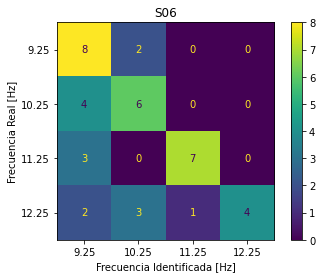 S06
8
9.25 8 2 0 0
7
6
10.25 4 6 0 0
5
4
11.25 3 0 7 0
3
2
12.25 2 3 1 4
1
0
9.25 10.25 11.25 12.25
Frecuencia Real [Hz]
Frecuencia Identificada [Hz]